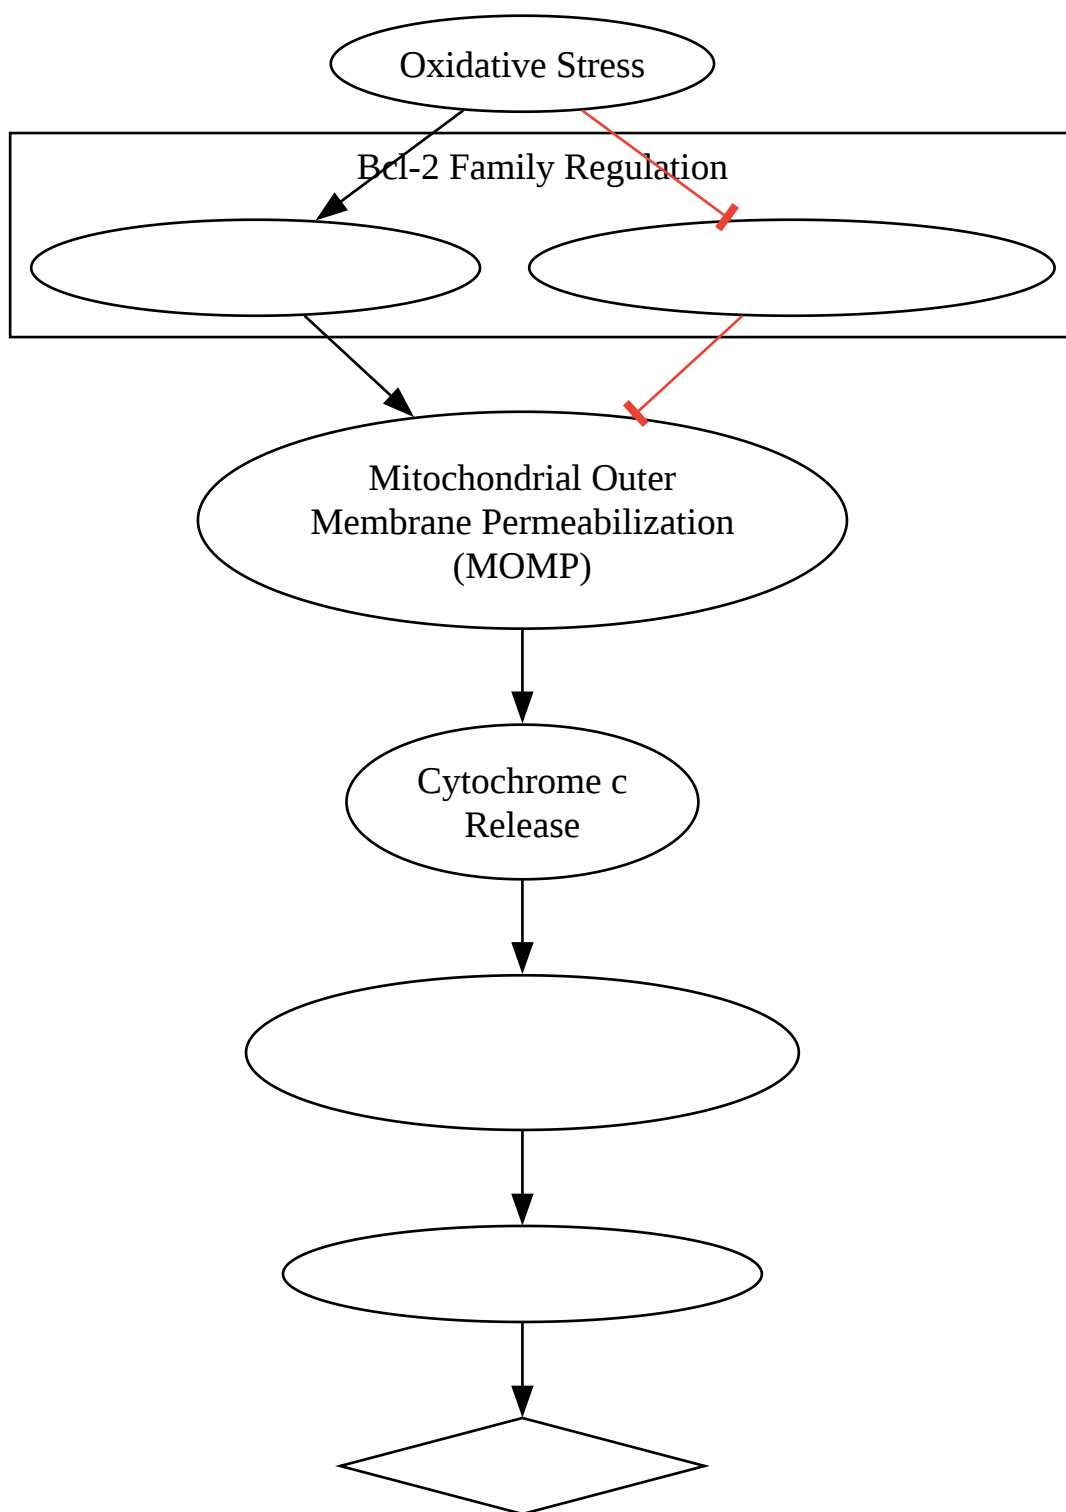 Oxidative Stress
Bcl-2 Family Regulation
Mitochondrial Outer
Membrane Permeabilization
(MOMP)
Cytochrome c
Release